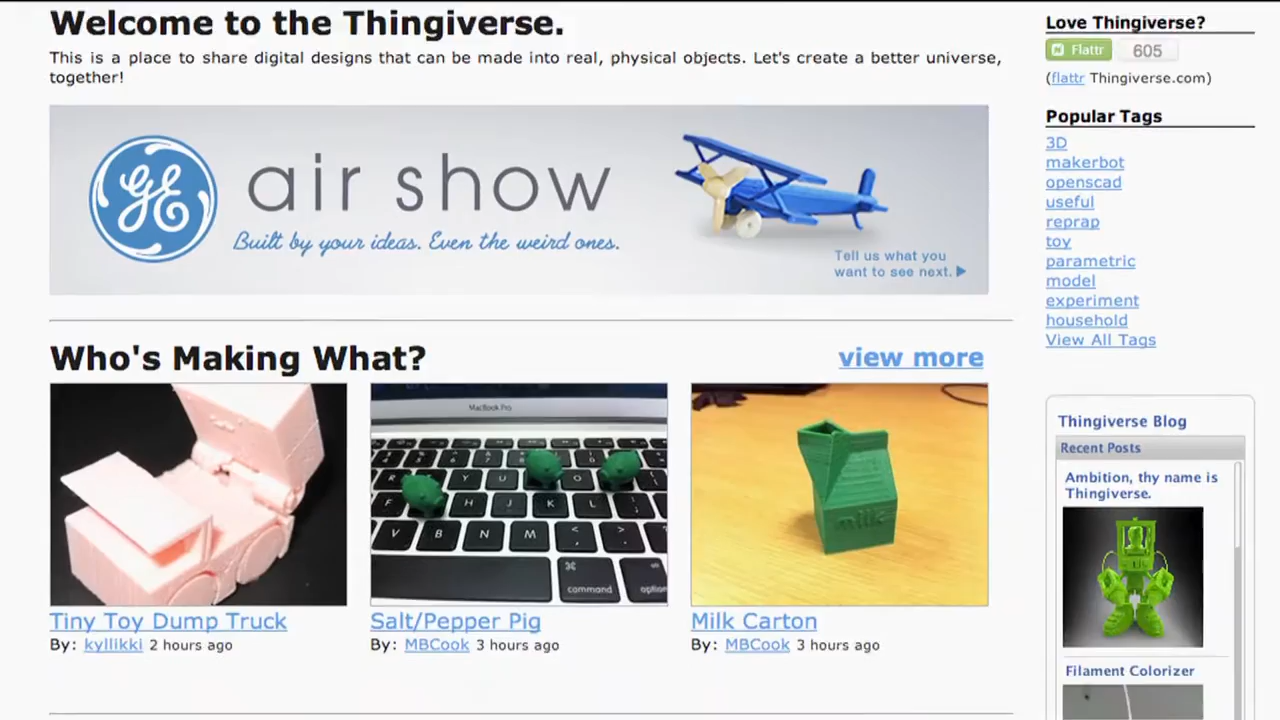 Welcome to the Thingiverse.
This is a place to share digital designs that can be made into real, physical objects. Let's create a better universe,
together!
GE
air show
Built by your ideas. Even the weird ones.
Tell us what you
want to see next.
Who's Making What?
view more
MacBook Pro
R Y U O L
F H J K
V B N M
command
option
milk
Tiny Toy Dump Truck
By: kyllikki 2 hours ago
Salt/Pepper Pig
By: MBCook 3 hours ago
Milk Carton
By: MBCook 3 hours ago
Love Thingiverse?
Flattr 605
(flattr Thingiverse.com)
Popular Tags
3D
makerbot
openscad
useful
reprap
toy
parametric
model
experiment
household
View All Tags
Thingiverse Blog
Recent Posts
Ambition, thy name is
Thingiverse.
Filament Colorizer